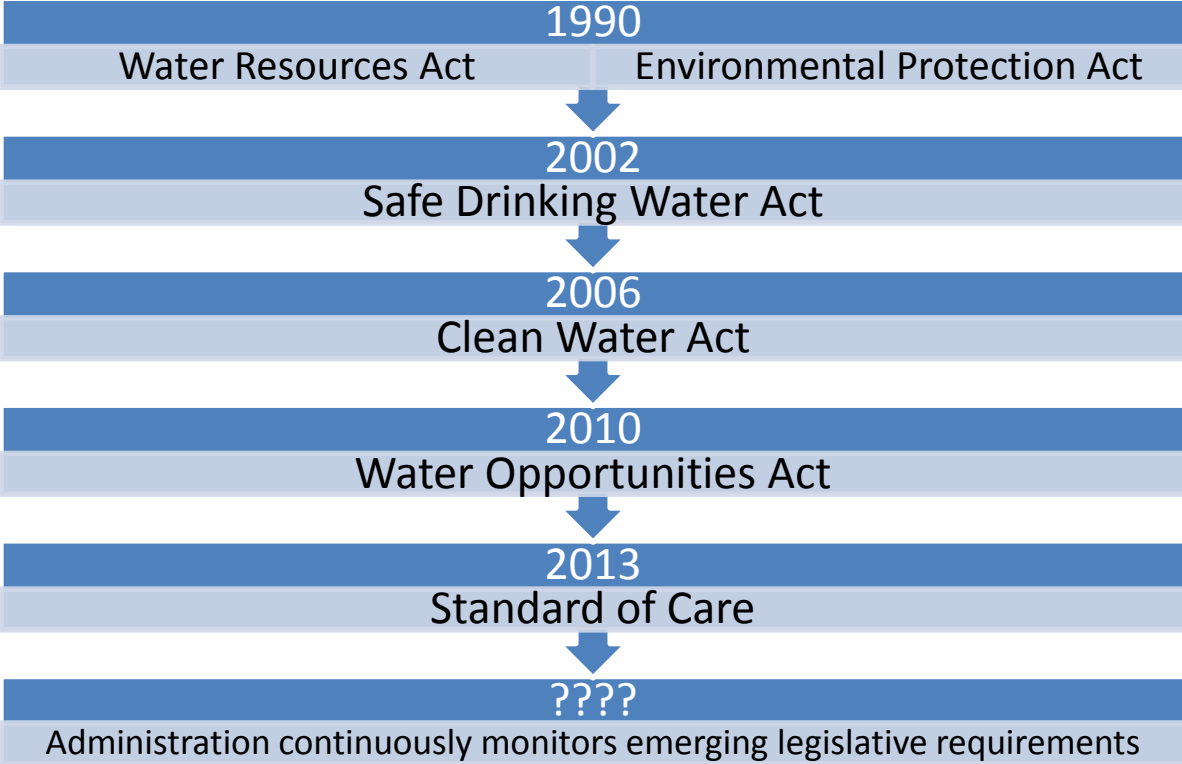 1990
Water Resources Act
Environmental Protection Act
2002
Safe Drinking Water Act
2006
Clean Water Act
2010
Water Opportunities Act
2013
Standard of Care
????
Administration continuously monitors emerging legislative requirements